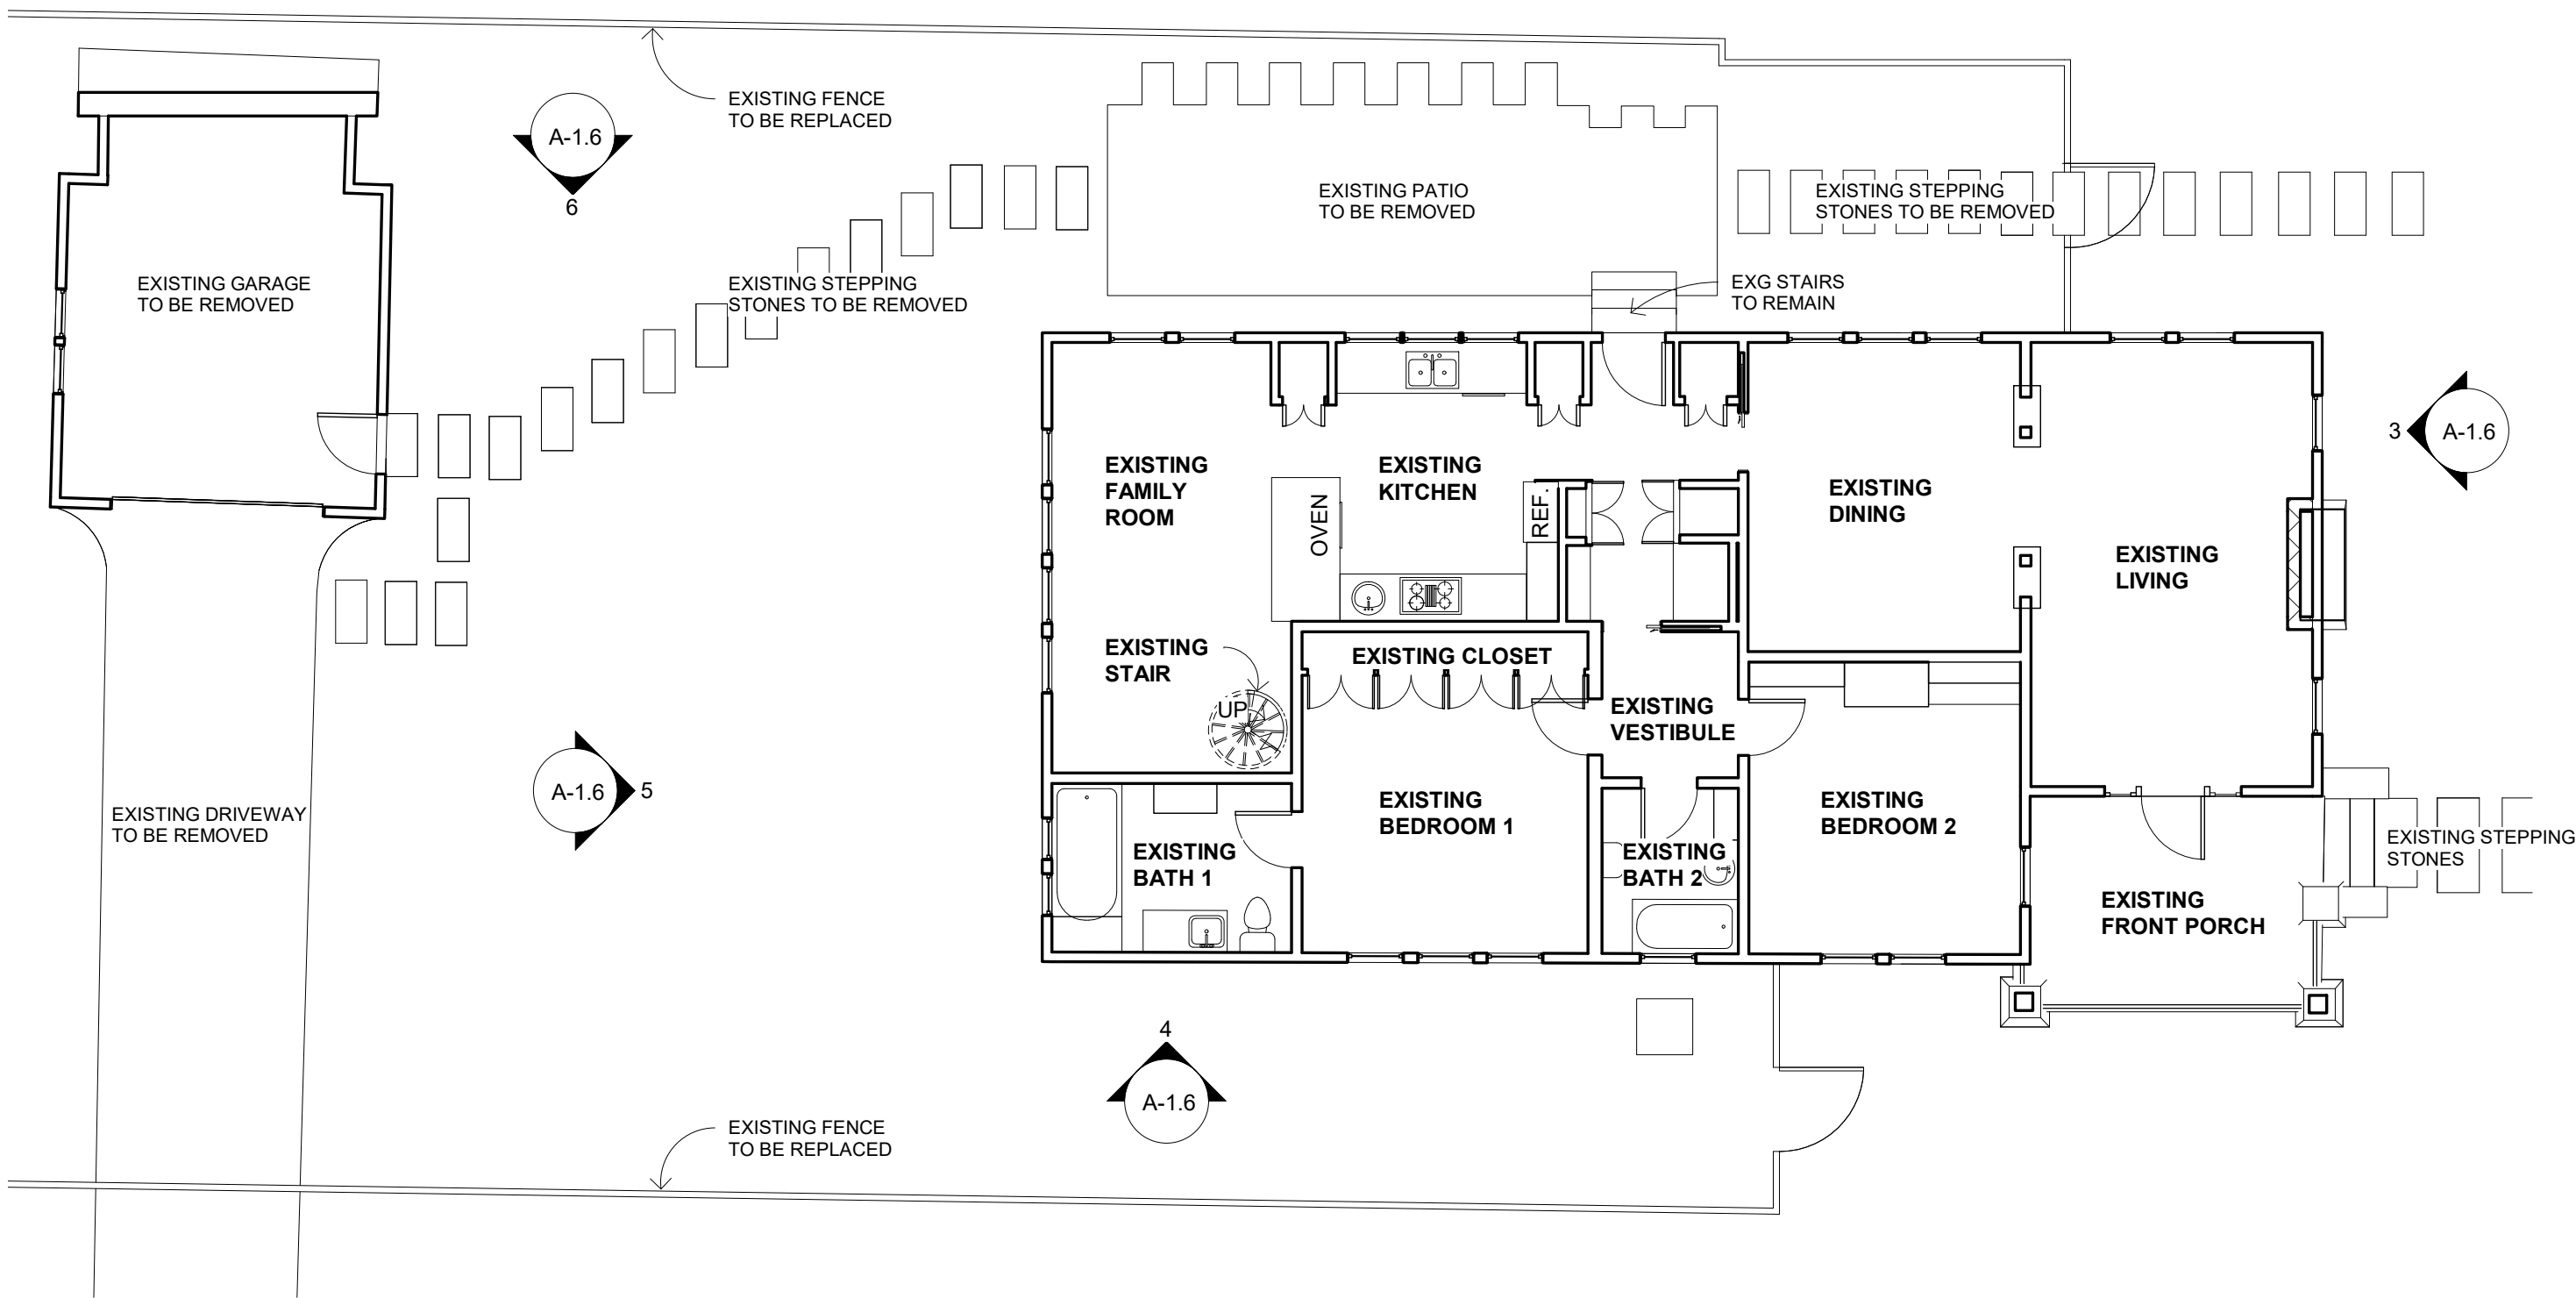 EXISTING FENCE
TO BE REPLACED
A-1.6
6
EXISTING PATIO
TO BE REMOVED
EXISTING STEPPING
STONES TO BE REMOVED
EXISTING GARAGE
TO BE REMOVED
EXISTING STEPPING
STONES TO BE REMOVED
EXG STAIRS
TO REMAIN
3
A-1.6
EXISTING
FAMILY
ROOM
EXISTING
KITCHEN
OVEN
REF.
EXISTING
DINING
EXISTING
LIVING
EXISTING
STAIR
UP
EXISTING CLOSET
EXISTING
VESTIBULE
A-1.6
5
EXISTING DRIVEWAY
TO BE REMOVED
EXISTING
BATH 1
EXISTING
BEDROOM 1
EXISTING
BATH 2
EXISTING
BEDROOM 2
EXISTING STEPPING
STONES
EXISTING
FRONT PORCH
4
A-1.6
EXISTING FENCE
TO BE REPLACED